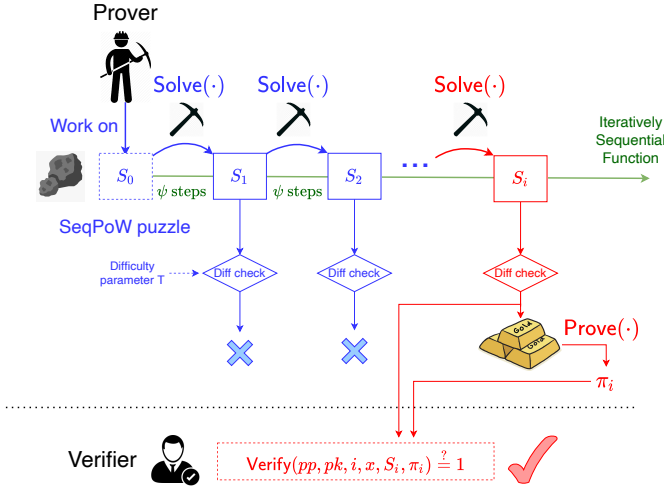 Prover
Solve(·)
Solve(·)
Solve(·)
Work on
Iteratively
Sequential
Function
S₀
ψ steps
S₁
ψ steps
S₂
...
Sᵢ
SeqPoW puzzle
Difficulty
parameter T
Diff check
Diff check
Diff check
Gold
Gold
Prove(·)
πᵢ
Verifier
Verify(pp, pk, i, x, Sᵢ, πᵢ) ≟ 1